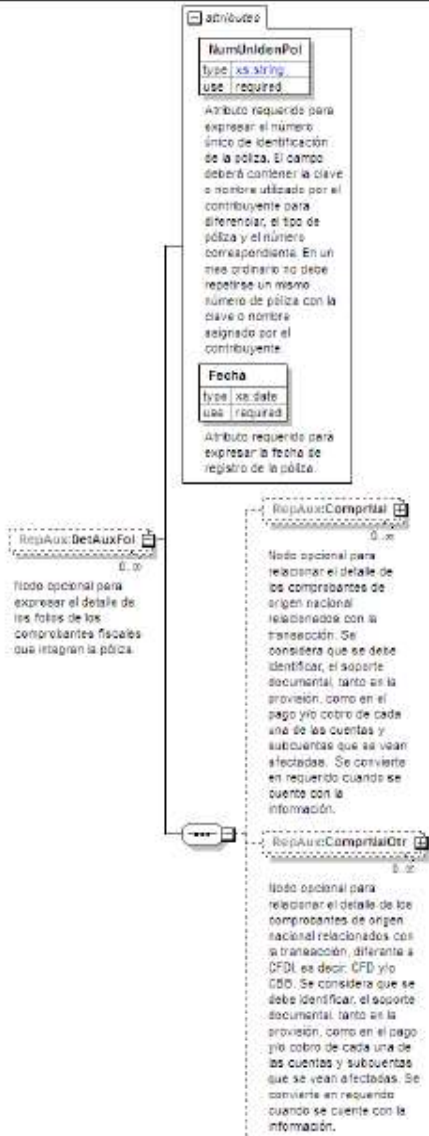 attributes
NumUnIdenPol
type xs:string
use required
Atributo requerido para
expresar el número
único de identificación
de la póliza. El campo
deberá contener la clave
o nombre utilizado por el
contribuyente para
diferenciar, el tipo de
póliza y el número
correspondiente. En un
mes ordinario no debe
repetirse un mismo
número de póliza con la
clave o nombre
asignado por el
contribuyente.
Fecha
type xs:date
use required
Atributo requerido para
expresar la fecha de
registro de la póliza.
RepAux:DetAuxFol
0..∞
Nodo opcional para
expresar el detalle de
los folios de los
comprobantes fiscales
que integran la póliza.
RepAux:ComprNal
0..∞
Nodo opcional para
relacionar el detalle de
los comprobantes de
origen nacional
relacionados con la
transacción. Se
considera que se debe
identificar, el soporte
documental, tanto en la
provisión, como en el
pago y/o cobro de cada
una de las cuentas y
subcuentas que se vean
afectadas. Se convierte
en requerido cuando se
cuente con la
información.
RepAux:ComprNalOtr
0..∞
Nodo opcional para
relacionar el detalle de los
comprobantes de origen
nacional relacionados con
la transacción, diferente a
CFDI, es decir, CFD y/o
CBB. Se considera que se
debe identificar, el soporte
documental, tanto en la
provisión, como en el pago
y/o cobro de cada una de
las cuentas y subcuentas
que se vean afectadas. Se
convierte en requerido
cuando se cuente con la
información.